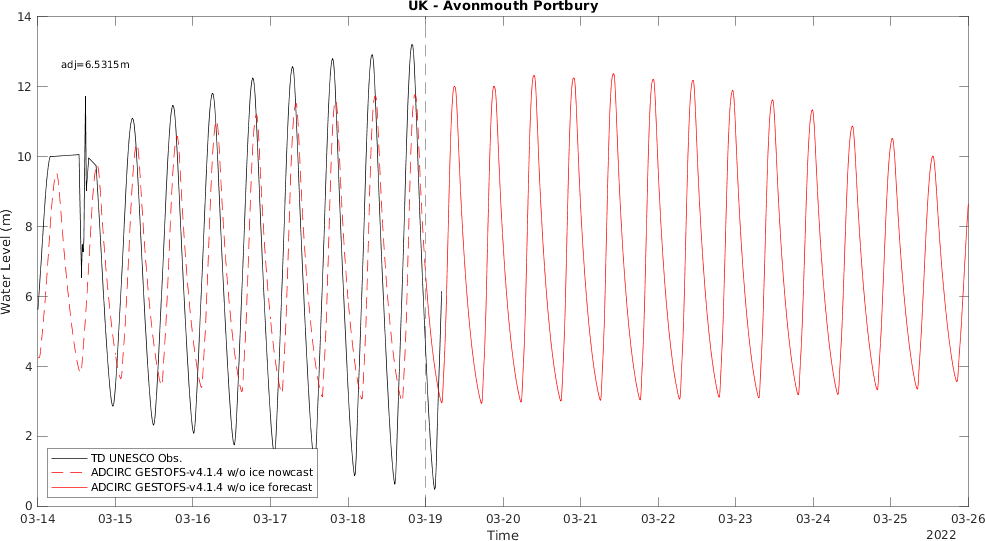 UK - Avonmouth Portbury
14
adj=6.5315m
12
10
8
6
4
2
0
Water Level (m)
TD UNESCO Obs.
ADCIRC GESTOFS-v4.1.4 w/o ice nowcast
ADCIRC GESTOFS-v4.1.4 w/o ice forecast
03-14 03-15 03-16 03-17 03-18 03-19 03-20 03-21 03-22 03-23 03-24 03-25 03-26
Time
2022